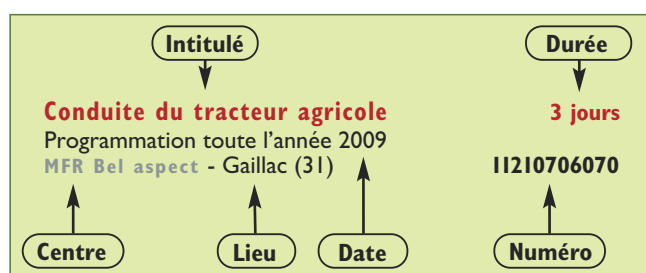 Intitulé Durée
Conduite du tracteur agricole 3 jours
Programmation toute l'année 2009
MFR Bel aspect - Gaillac (31) 11210706070
Centre Lieu Date Numéro